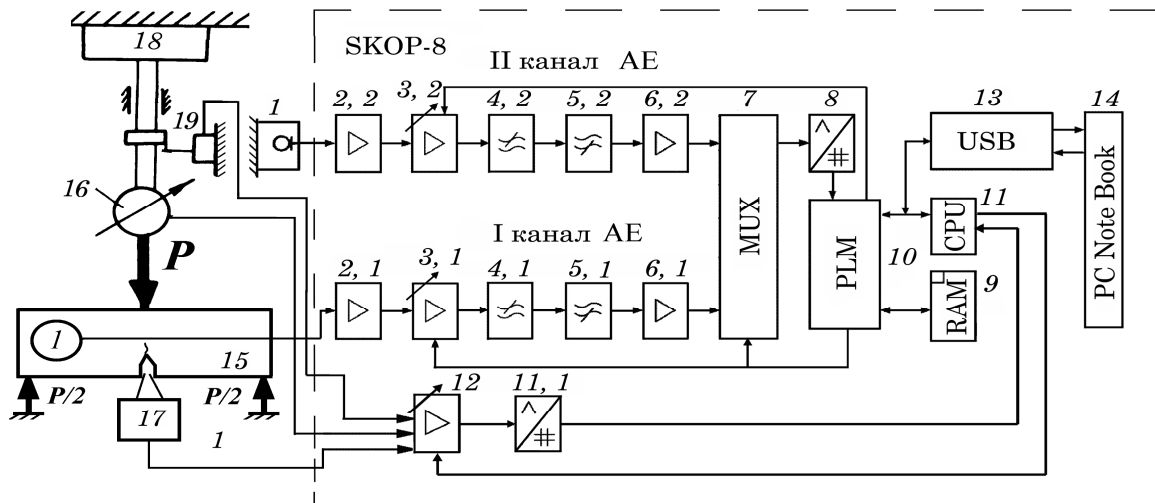 18
SKOP-8
II канал АЕ
2, 2
3, 2
4, 2
5, 2
6, 2
7
8
13
14
19
1
USB
16
11
P
I канал АЕ
MUX
CPU
PC Note Book
2, 1
3, 1
4, 1
5, 1
6, 1
PLM
10
9
RAM
1
15
P/2
P/2
12
11, 1
17
1